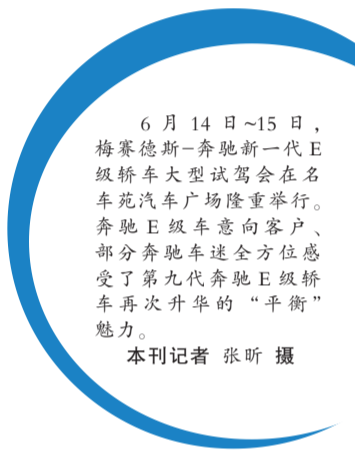 6 月 14 日~15 日，
梅赛德斯-奔驰新一代 E
级轿车大型试驾会在名
车苑汽车广场隆重举行。
奔驰 E 级车意向客户、
部分奔驰车迷全方位感
受了第九代奔驰 E 级轿
车再次升华的“平衡”
魅力。
本刊记者 张昕 摄